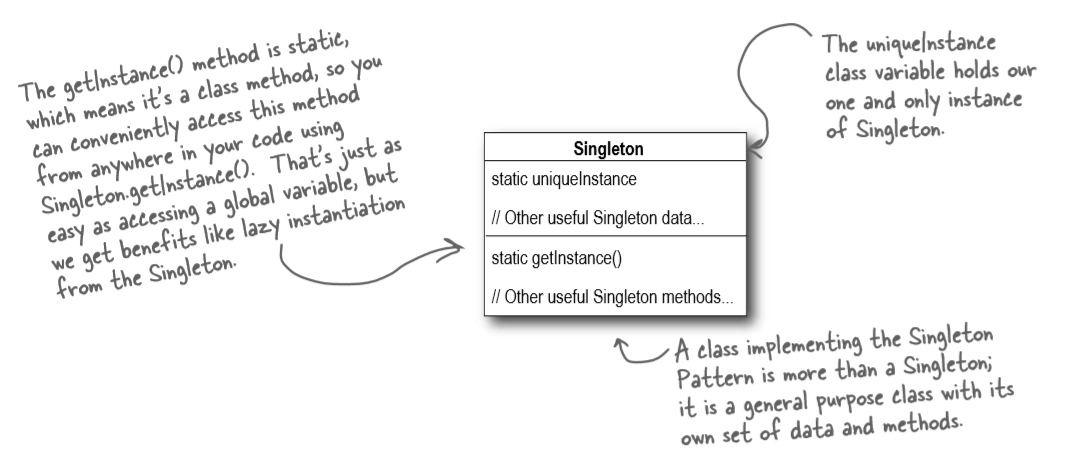 The getInstance() method is static,
which means it's a class method, so you
can conveniently access this method
from anywhere in your code using
Singleton.getInstance(). That's just as
easy as accessing a global variable, but
we get benefits like lazy instantiation
from the Singleton.
The uniqueInstance
class variable holds our
one and only instance
of Singleton.
Singleton
static uniqueInstance
// Other useful Singleton data...
static getInstance()
// Other useful Singleton methods...
A class implementing the Singleton
Pattern is more than a Singleton;
it is a general purpose class with its
own set of data and methods.